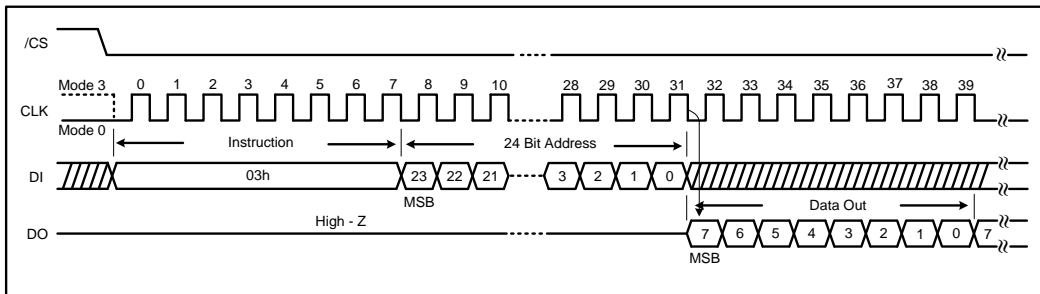 /CS
Mode 3 0 1 2 3 4 5 6 7 8 9 10 28 29 30 31 32 33 34 35 36 37 38 39
CLK
Mode 0
Instruction 24 Bit Address
DI 03h 23 22 21 3 2 1 0
MSB Data Out
High - Z
DO 7 6 5 4 3 2 1 0 7
MSB